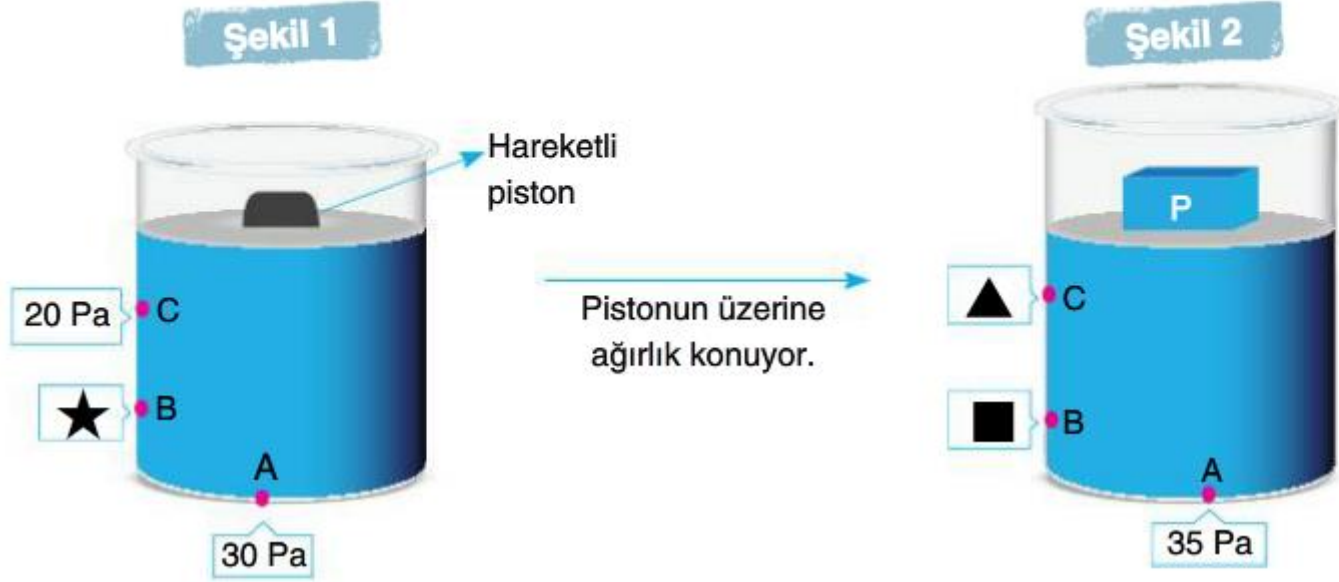 Şekil 1
Şekil 2
Hareketli
piston
P
20 Pa
C
B
A
30 Pa
Pistonun üzerine
ağırlık konuyor.
C
B
A
35 Pa